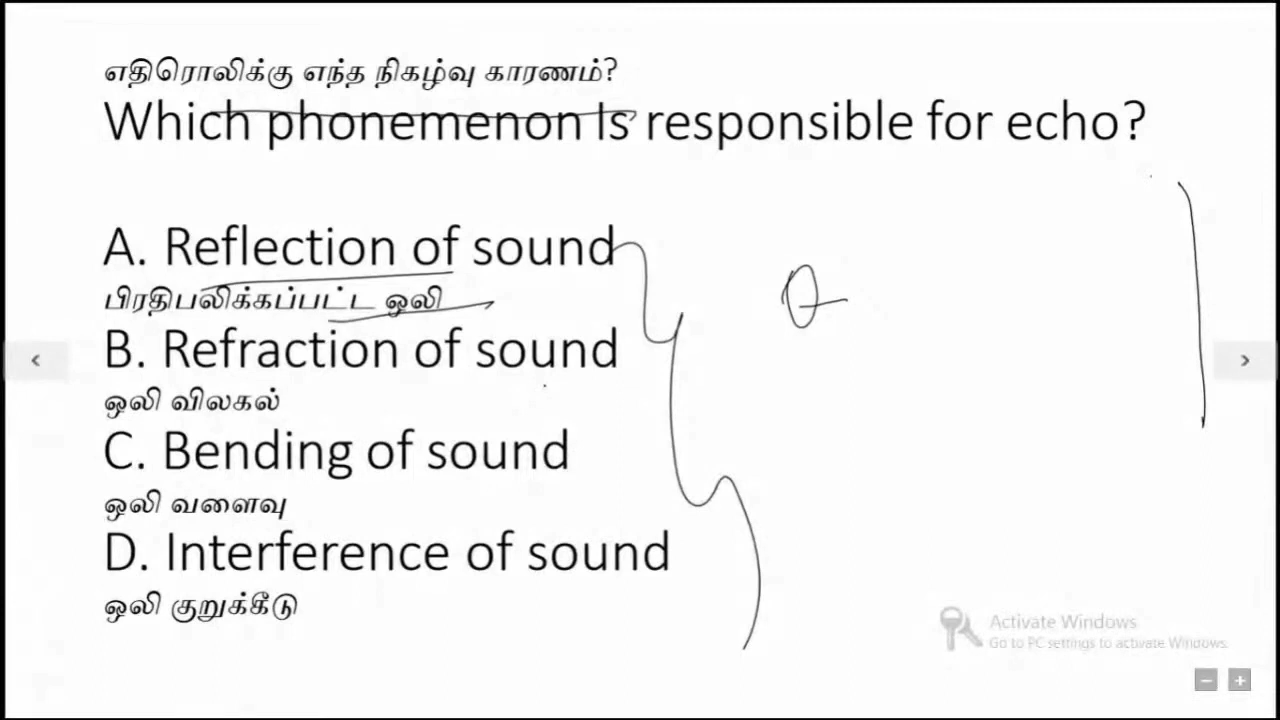 எதிரொலிக்கு எந்த நிகழ்வு காரணம்?
Which phonemenon Is responsible for echo?
A. Reflection of sound
பிரதிபலிக்கப்பட்ட ஒலி
B. Refraction of sound
ஒலி விலகல்
C. Bending of sound
ஒலி வளைவு
D. Interference of sound
ஒலி குறுக்கீடு
Activate Windows
Go to PC settings to activate Windows.